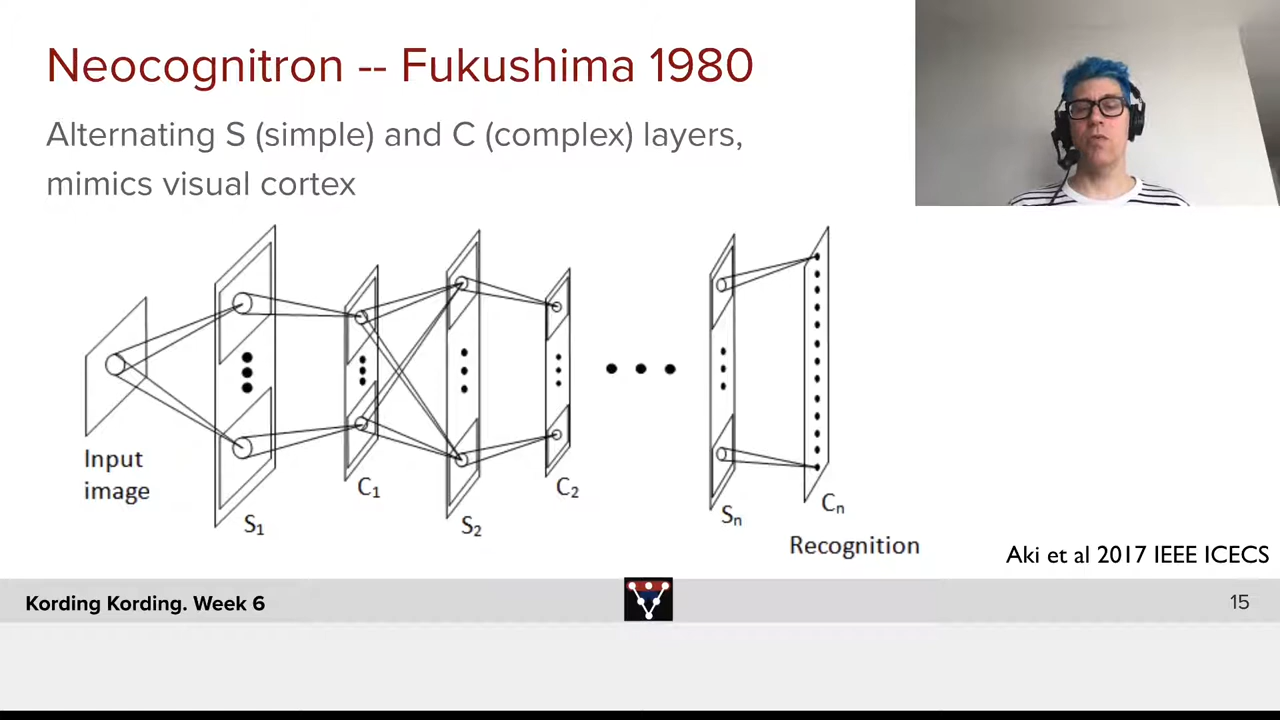 Neocognitron -- Fukushima 1980
Alternating S (simple) and C (complex) layers,
mimics visual cortex
Input
image
S₁
C₁
S₂
C₂
Sₙ
Cₙ
Recognition
Aki et al 2017 IEEE ICECS
Kording Kording. Week 6
15